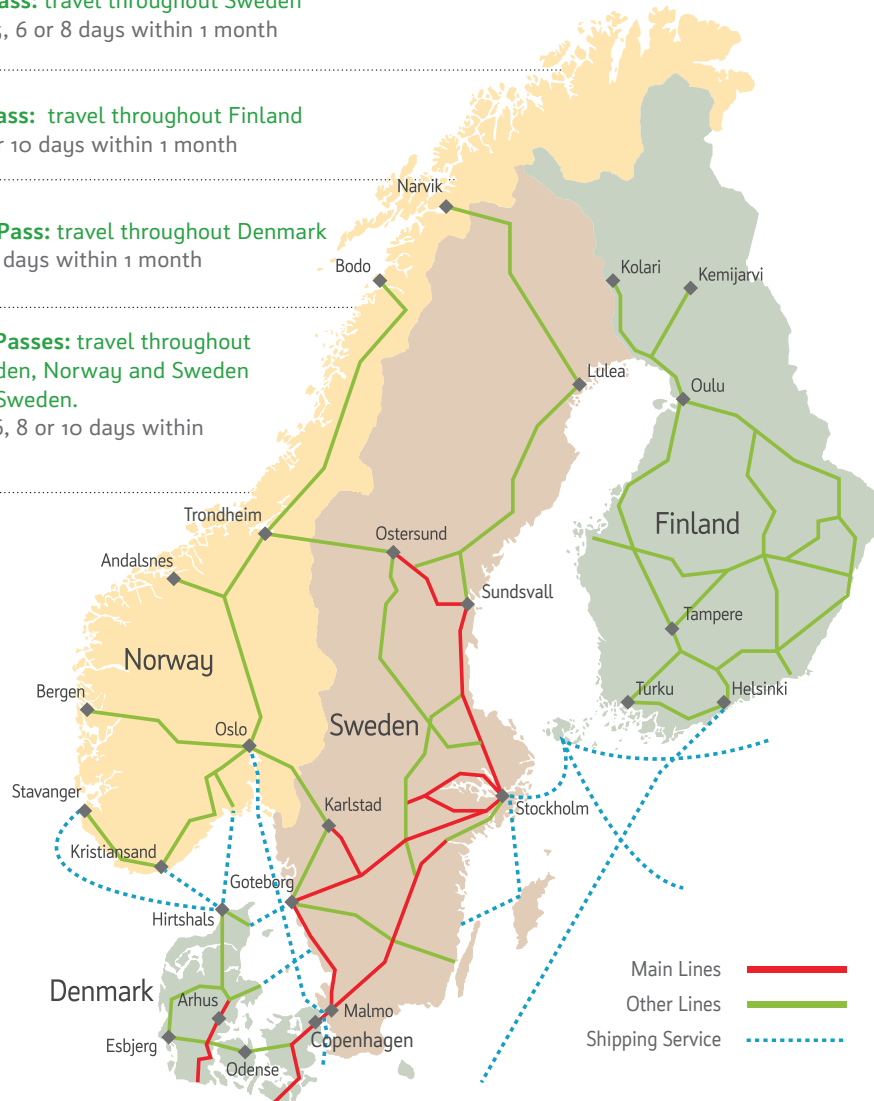 ass: travel throughout Sweden
, 6 or 8 days within 1 month
ass: travel throughout Finland
r 10 days within 1 month
Pass: travel throughout Denmark
days within 1 month
Passes: travel throughout
den, Norway and Sweden
Sweden.
, 8 or 10 days within
Narvik
Bodo
Kolari
Kemijarvi
Lulea
Oulu
Trondheim
Ostersund
Finland
Andalsnes
Sundsvall
Tampere
Norway
Bergen
Turku
Helsinki
Oslo
Sweden
Stavanger
Karlstad
Stockholm
Kristiansand
Goteborg
Hirtshals
Denmark
Arhus
Malmo
Esbjerg
Copenhagen
Odense
Main Lines
Other Lines
Shipping Service